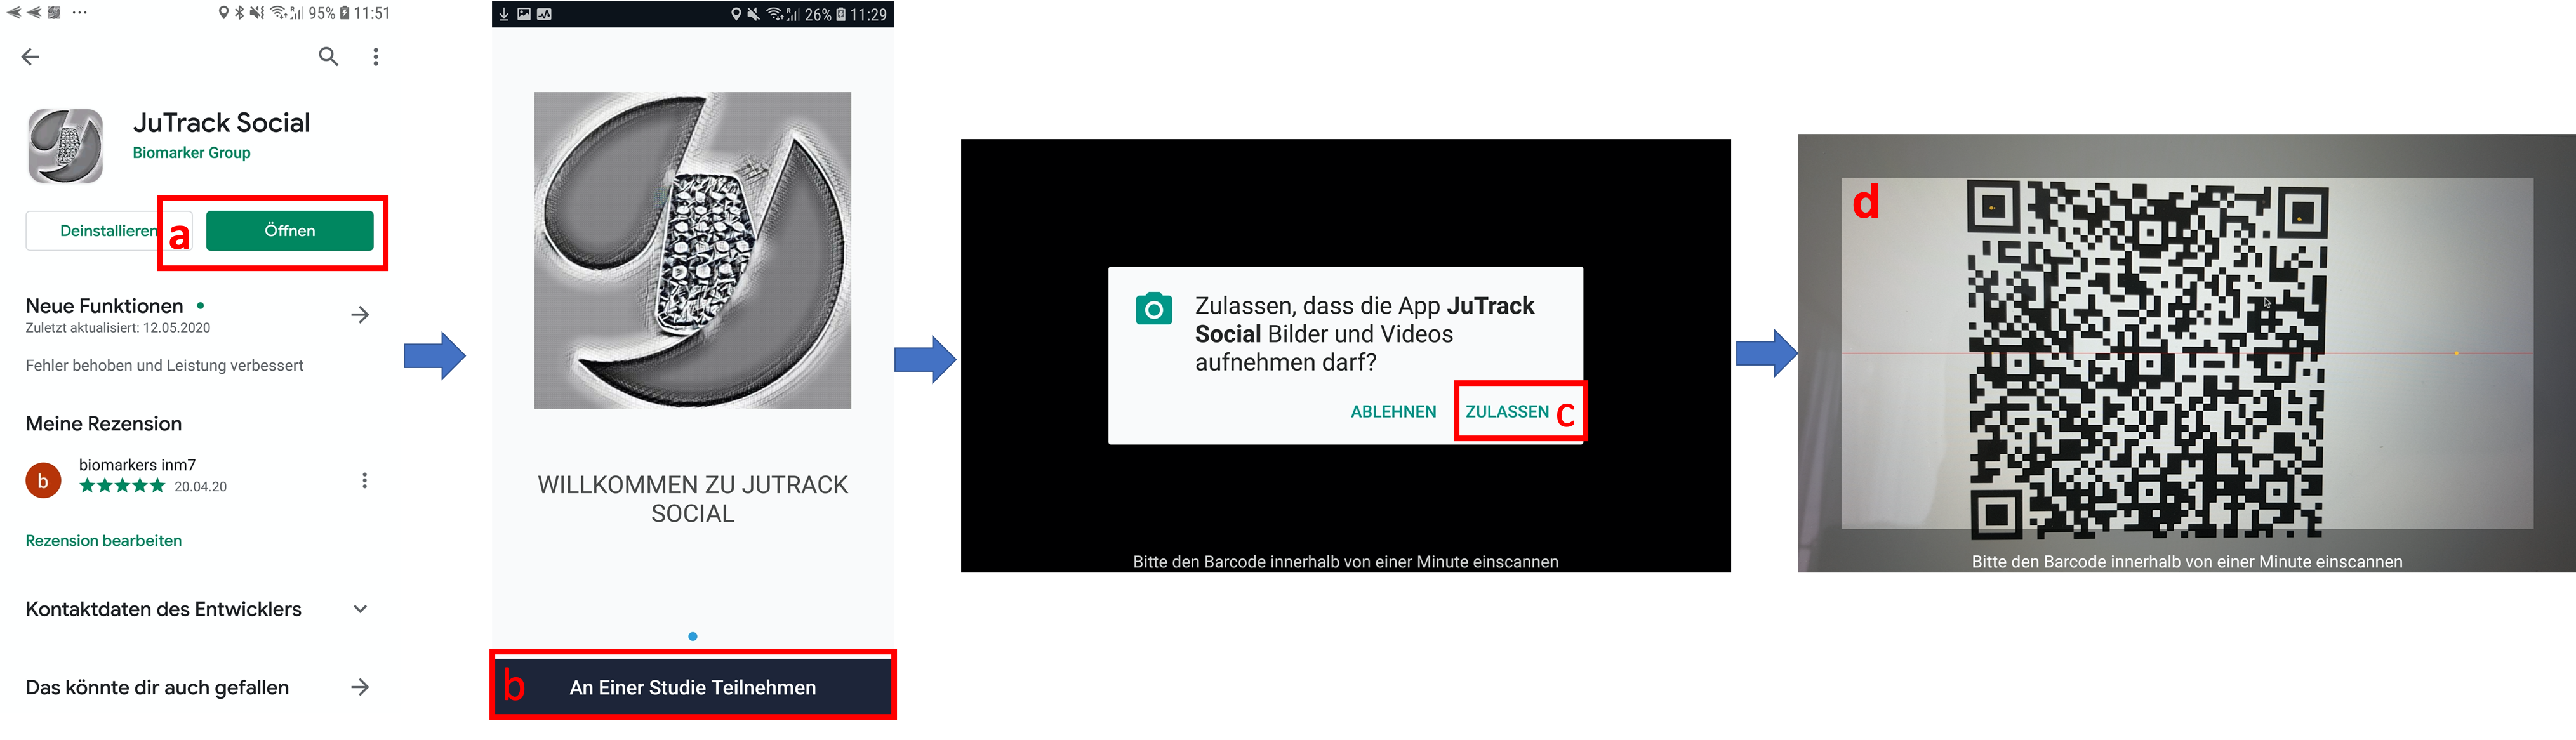 95% 11:51
JuTrack Social
Biomarker Group
Deinstallieren
a
Öffnen
Neue Funktionen
Zuletzt aktualisiert: 12.05.2020
Fehler behoben und Leistung verbessert
Meine Rezension
b
biomarkers inm7
20.04.20
Rezension bearbeiten
Kontaktdaten des Entwicklers
Das könnte dir auch gefallen
26% 11:29
WILLKOMMEN ZU JUTRACK
SOCIAL
b
An Einer Studie Teilnehmen
Zulassen, dass die App JuTrack
Social Bilder und Videos
aufnehmen darf?
ABLEHNEN
ZULASSEN
c
Bitte den Barcode innerhalb von einer Minute einscannen
d
Bitte den Barcode innerhalb von einer Minute einscannen